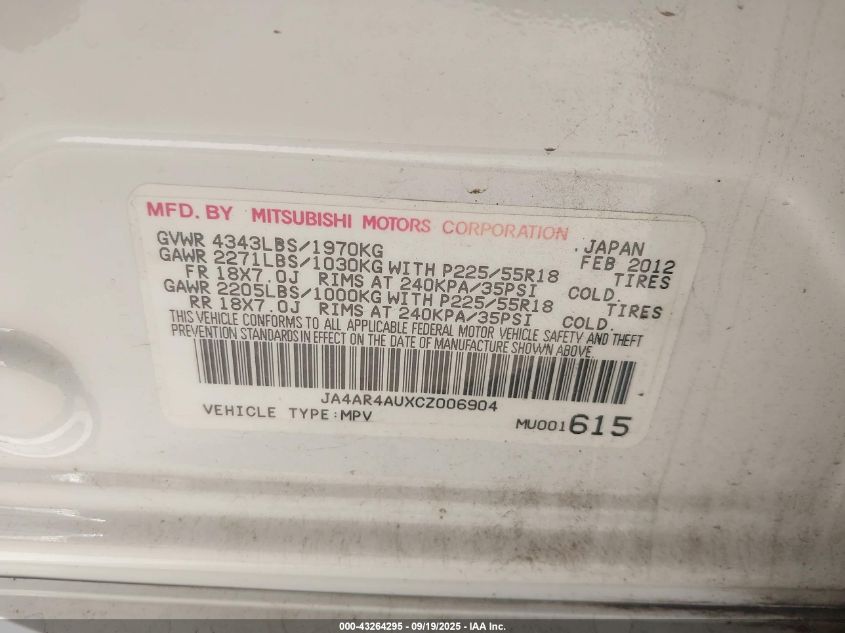 MFD. BY MITSUBISHI MOTORS CORPORATION . JAPAN
GVWR 4343LBS/1970KG FEB 2012
GAWR 2271LBS/1030KG WITH P225/55R18 TIRES
FR 18X7.0J RIMS AT 240KPA/35PSI COLD.
GAWR 2205LBS/1000KG WITH P225/55R18 TIRES
RR 18X7.0J RIMS AT 240KPA/35PSI COLD.
THIS VEHICLE CONFORMS TO ALL APPLICABLE FEDERAL MOTOR VEHICLE SAFETY AND THEFT
PREVENTION STANDARDS IN EFFECT ON THE DATE OF MANUFACTURE SHOWN ABOVE.
JA4AR4AUXCZ006904
VEHICLE TYPE:MPV MU001615
000-43264295 - 09/19/2025 - IAA Inc.